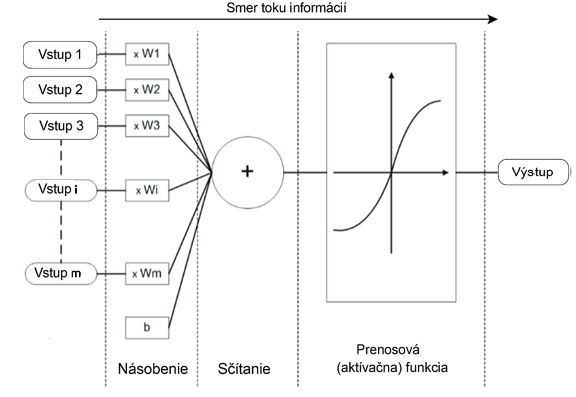 Smer toku informácií
Vstup 1
x W1
Vstup 2
x W2
Vstup 3
x W3
+
Výstup
Vstup i
x Wi
Vstup m
x Wm
b
Násobenie
Sčítanie
Prenosová
(aktívačna) funkcia